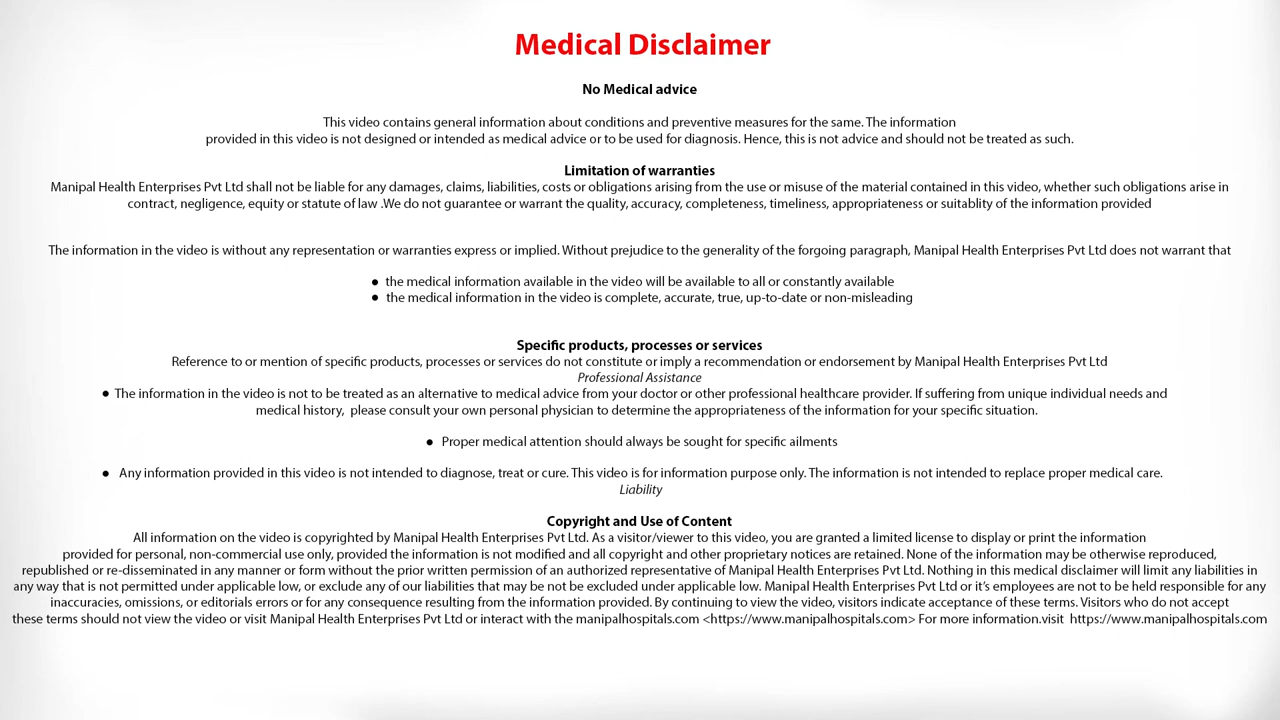 Medical Disclaimer
No Medical advice
This video contains general information about conditions and preventive measures for the same. The information
provided in this video is not designed or intended as medical advice or to be used for diagnosis. Hence, this is not advice and should not be treated as such.
Limitation of warranties
Manipal Health Enterprises Pvt Ltd shall not be liable for any damages, claims, liabilities, costs or obligations arising from the use or misuse of the material contained in this video, whether such obligations arise in
contract, negligence, equity or statute of law .We do not guarantee or warrant the quality, accuracy, completeness, timeliness, appropriateness or suitablity of the information provided
The information in the video is without any representation or warranties express or implied. Without prejudice to the generality of the forgoing paragraph, Manipal Health Enterprises Pvt Ltd does not warrant that
● the medical information available in the video will be available to all or constantly available
● the medical information in the video is complete, accurate, true, up-to-date or non-misleading
Specific products, processes or services
Reference to or mention of specific products, processes or services do not constitute or imply a recommendation or endorsement by Manipal Health Enterprises Pvt Ltd
Professional Assistance
● The information in the video is not to be treated as an alternative to medical advice from your doctor or other professional healthcare provider. If suffering from unique individual needs and
medical history, please consult your own personal physician to determine the appropriateness of the information for your specific situation.
● Proper medical attention should always be sought for specific ailments
● Any information provided in this video is not intended to diagnose, treat or cure. This video is for information purpose only. The information is not intended to replace proper medical care.
Liability
Copyright and Use of Content
All information on the video is copyrighted by Manipal Health Enterprises Pvt Ltd. As a visitor/viewer to this video, you are granted a limited license to display or print the information
provided for personal, non-commercial use only, provided the information is not modified and all copyright and other proprietary notices are retained. None of the information may be otherwise reproduced,
republished or re-disseminated in any manner or form without the prior written permission of an authorized representative of Manipal Health Enterprises Pvt Ltd. Nothing in this medical disclaimer will limit any liabilities in
any way that is not permitted under applicable low, or exclude any of our liabilities that may be not be excluded under applicable low. Manipal Health Enterprises Pvt Ltd or it's employees are not to be held responsible for any
inaccuracies, omissions, or editorials errors or for any consequence resulting from the information provided. By continuing to view the video, visitors indicate acceptance of these terms. Visitors who do not accept
these terms should not view the video or visit Manipal Health Enterprises Pvt Ltd or interact with the manipalhospitals.com <https://www.manipalhospitals.com> For more information.visit https://www.manipalhospitals.com